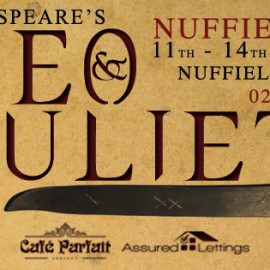 SPEARE'S
NUFFIE
EO
11TH - 14TH
&
NUFFIEL
02
ULIET
Café Parfait
Assured Lettings